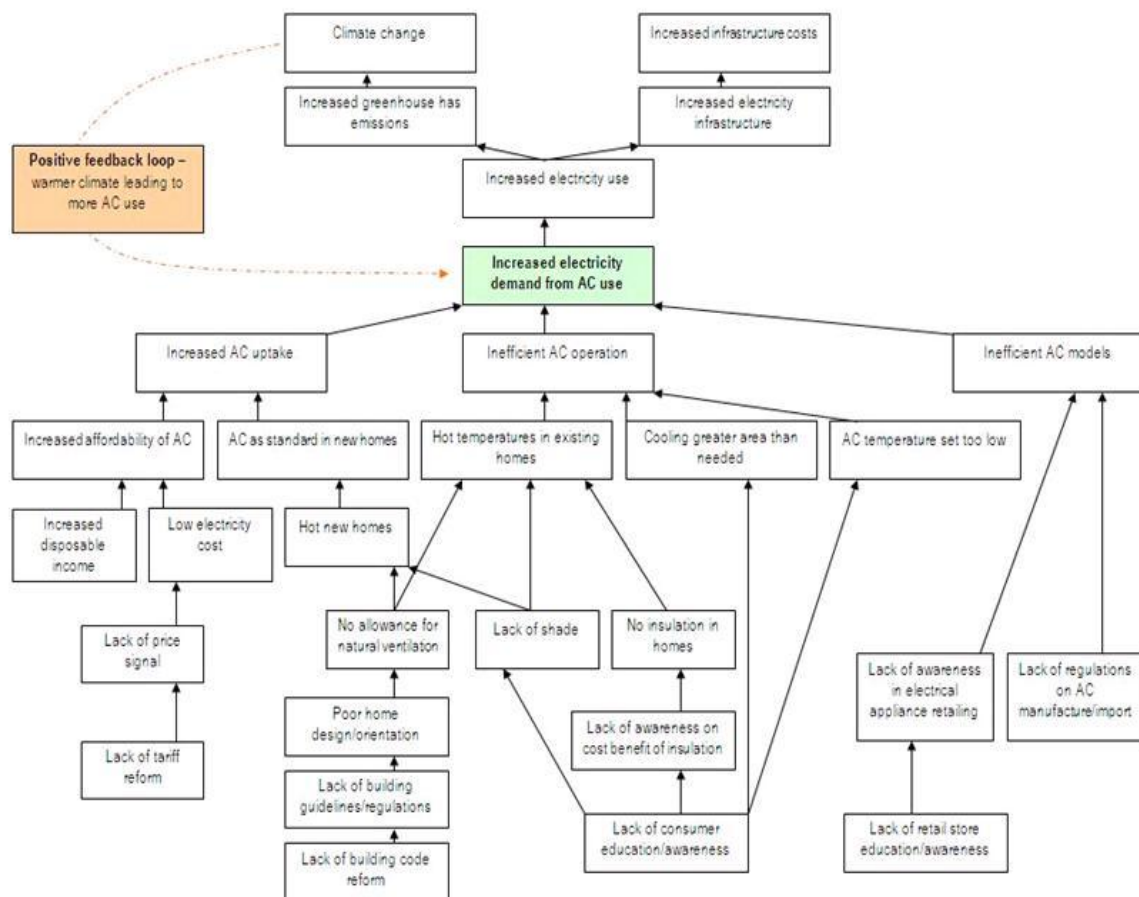 Climate change
Increased infrastructure costs
Increased greenhouse has
emissions
Increased electricity
infrastructure
Positive feedback loop –
warmer climate leading to
more AC use
Increased electricity use
Increased electricity
demand from AC use
Increased AC uptake
Inefficient AC operation
Inefficient AC models
Increased affordability of AC
AC as standard in new homes
Hot temperatures in existing
homes
Cooling greater area than
needed
AC temperature set too low
Increased
disposable
income
Low electricity
cost
Hot new homes
Lack of price
signal
No allowance for
natural ventilation
Lack of shade
No insulation in
homes
Lack of awareness
in electrical
appliance retailing
Lack of regulations
on AC
manufacture/import
Lack of tariff
reform
Poor home
design/orientation
Lack of awareness on
cost benefit of insulation
Lack of building
guidelines/regulations
Lack of consumer
education/awareness
Lack of retail store
education/awareness
Lack of building code
reform